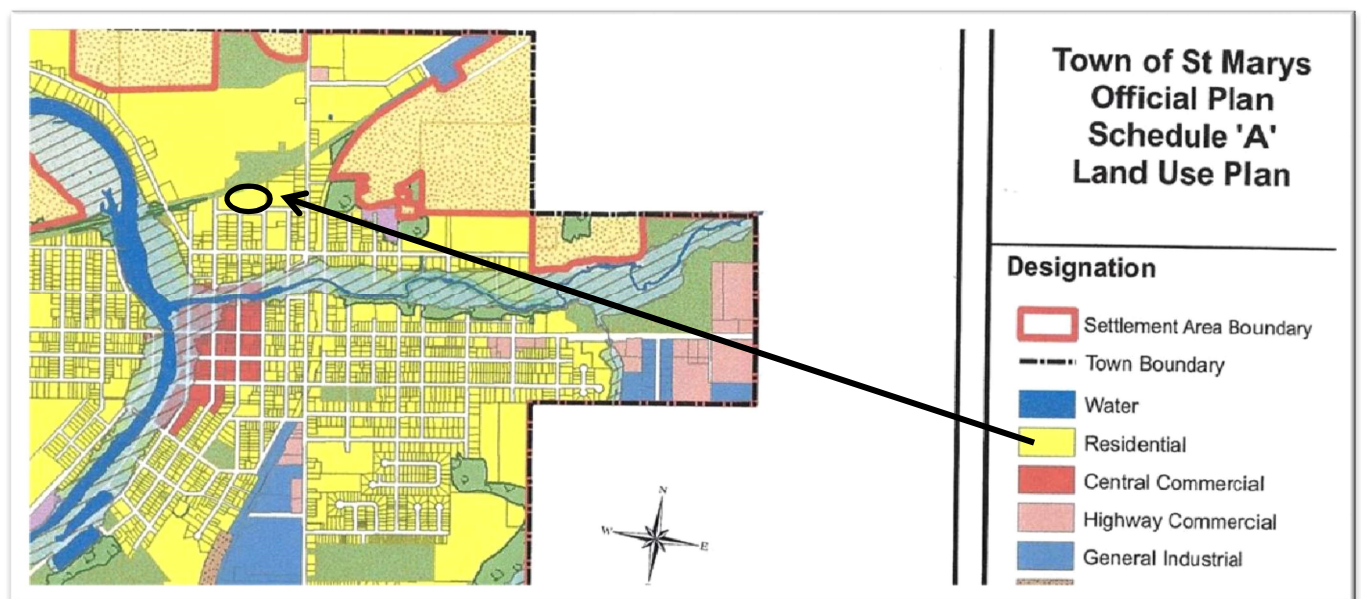 Town of St Marys
Official Plan
Schedule 'A'
Land Use Plan
Designation
Settlement Area Boundary
Town Boundary
Water
Residential
Central Commercial
Highway Commercial
General Industrial
N
W
E